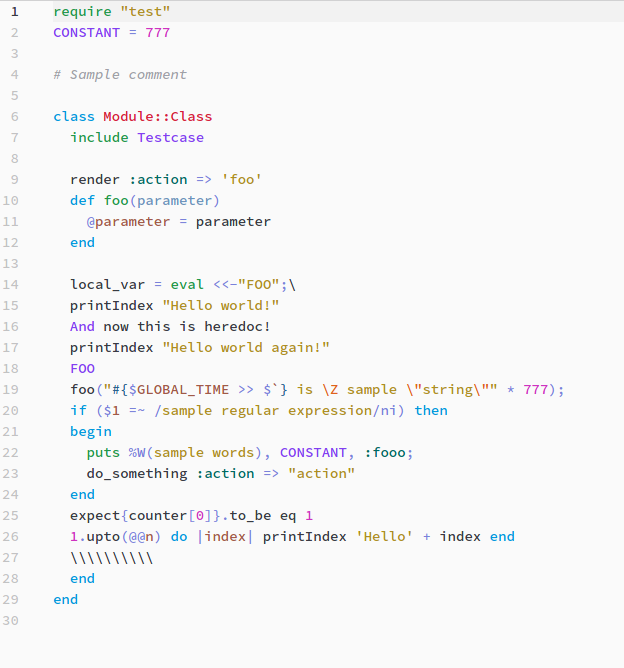 1 require "test"
2 CONSTANT = 777
3
4 # Sample comment
5
6 class Module::Class
7   include Testcase
8
9   render :action => 'foo'
10   def foo(parameter)
11     @parameter = parameter
12   end
13
14   local_var = eval <<-"FOO";\
15   printIndex "Hello world!"
16   And now this is heredoc!
17   printIndex "Hello world again!"
18   FOO
19   foo("#{$GLOBAL_TIME >> $`} is \Z sample \"string\"" * 777);
20   if ($1 =~ /sample regular expression/ni) then
21   begin
22     puts %W(sample words), CONSTANT, :fooo;
23     do_something :action => "action"
24   end
25   expect{counter[0]}.to_be eq 1
26   1.upto(@@n) do |index| printIndex 'Hello' + index end
27   \\\\\\\\\\
28   end
29 end
30